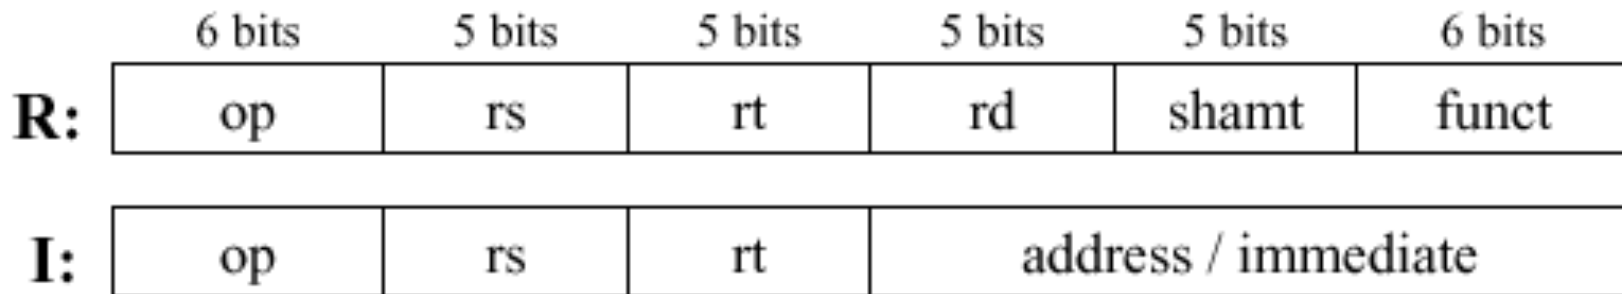 6 bits 5 bits 5 bits 5 bits 5 bits 6 bits
R: op rs rt rd shamt funct
I: op rs rt address / immediate